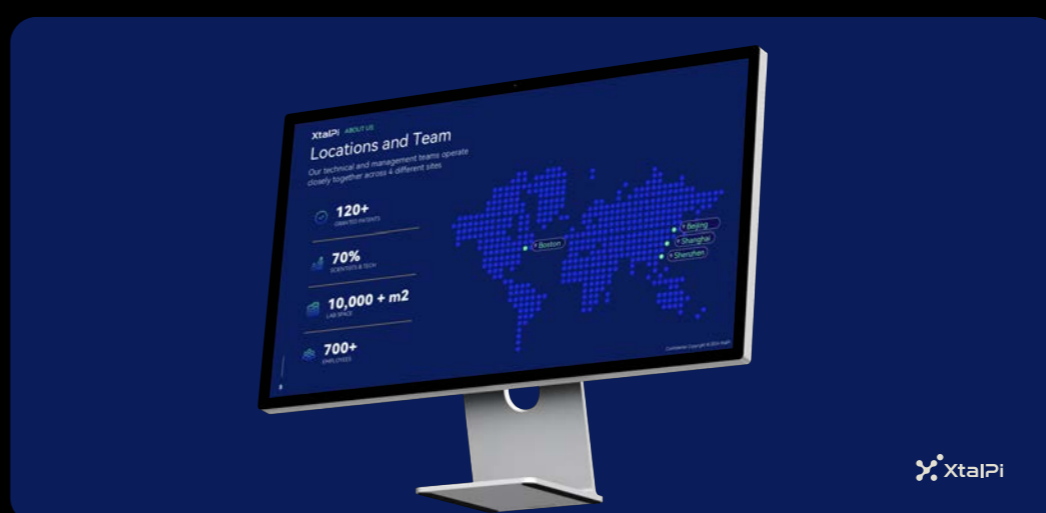 XtalPi ABOUT US
Locations and Team
Our technical and management teams operate
closely together across 4 different sites
120+
GRANTED PATENTS
70%
SCIENTISTS & TECH
10,000 + m2
LAB SPACE
700+
EMPLOYEES
Boston
Beijing
Shanghai
Shenzhen
XtalPi